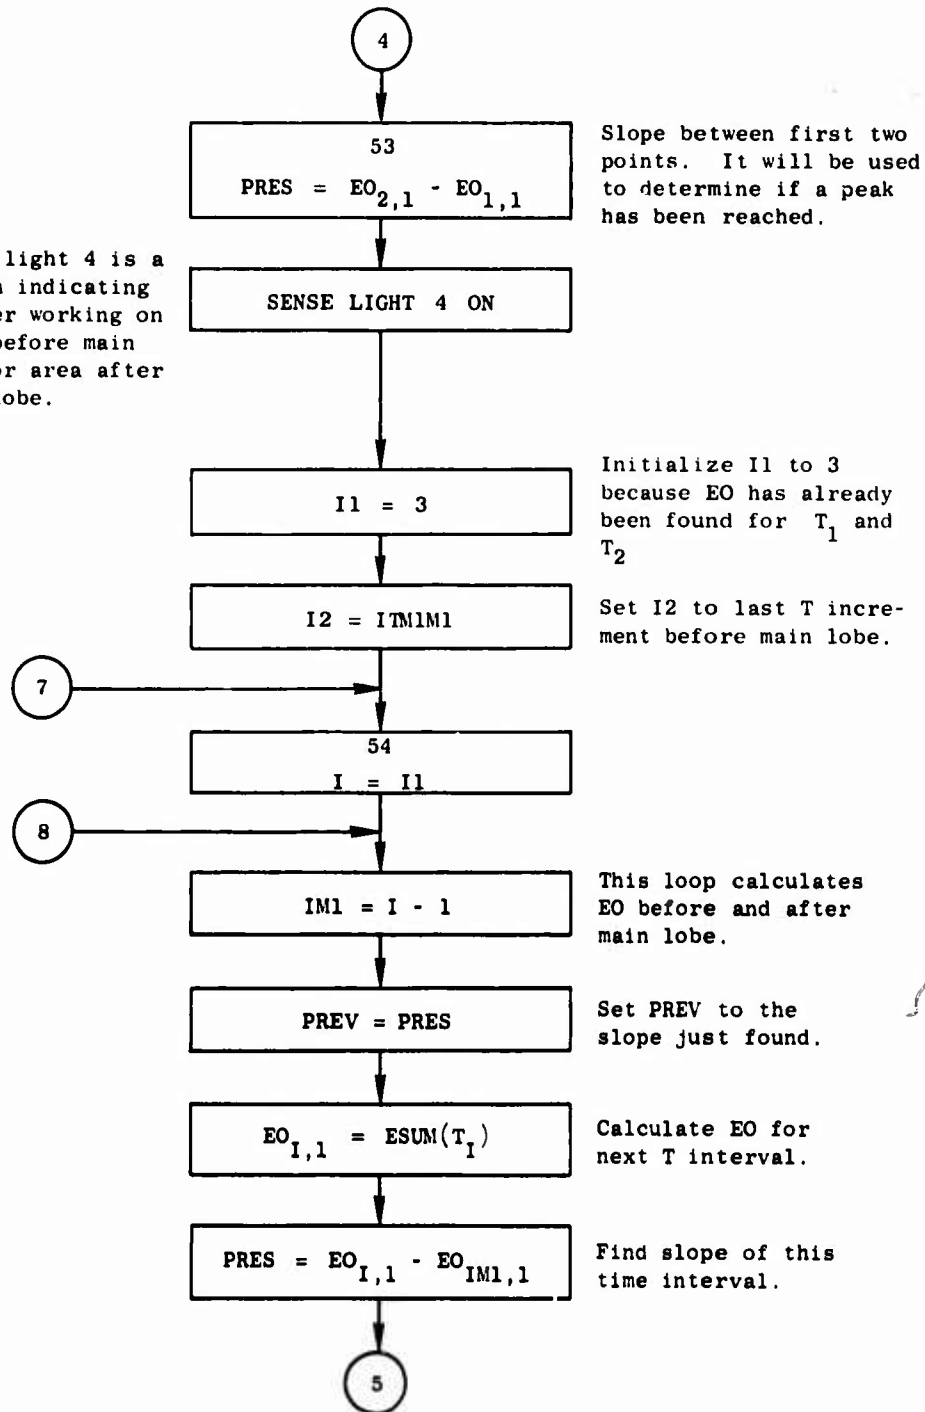 4
53
PRES = EO2,1 - EO1,1
Slope between first two
points. It will be used
to determine if a peak
has been reached.
light 4 is a
indicating
er working on
before main
or area after
obe.
SENSE LIGHT 4 ON
I1 = 3
Initialize I1 to 3
because EO has already
been found for T1 and
T2
I2 = ITM1M1
Set I2 to last T incre-
ment before main lobe.
7
54
I = I1
8
IM1 = I - 1
This loop calculates
EO before and after
main lobe.
PREV = PRES
Set PREV to the
slope just found.
EOI,1 = ESUM(TI)
Calculate EO for
next T interval.
PRES = EOI,1 - EOIM1,1
Find slope of this
time interval.
5